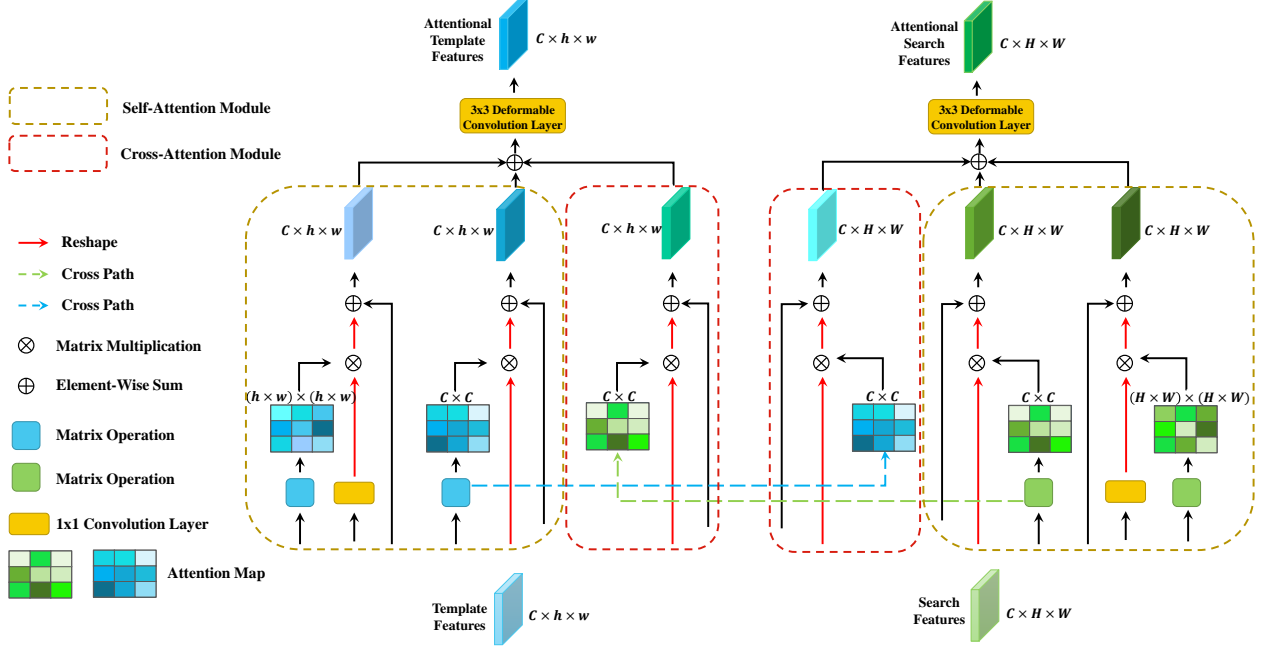 Attentional
Template
Features
C × h × w
Attentional
Search
Features
C × H × W
3x3 Deformable
Convolution Layer
3x3 Deformable
Convolution Layer
Self-Attention Module
Cross-Attention Module
C × h × w
C × h × w
C × h × w
C × H × W
C × H × W
C × H × W
Reshape
Cross Path
Cross Path
Matrix Multiplication
Element-Wise Sum
(h × w) × (h × w)
C × C
C × C
C × C
C × C
(H × W) × (H × W)
Matrix Operation
Matrix Operation
1x1 Convolution Layer
Attention Map
Template
Features
C × h × w
Search
Features
C × H × W